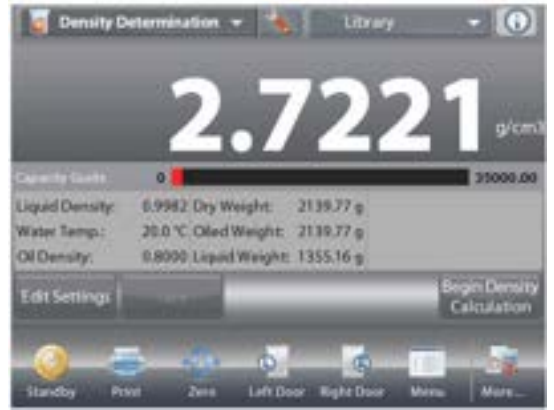 Density Determination Library
2.7221 g/cm3
Capacity Guide 0 35000.00
Liquid Density: 0.9982 Dry Weight: 2139.77 g
Water Temp.: 20.0 °C Oiled Weight: 2139.77 g
Oil Density: 0.8000 Liquid Weight: 1355.16 g
Edit Settings Begin Density
Calculation
Standby Print Zero Left Door Right Door Menu More...